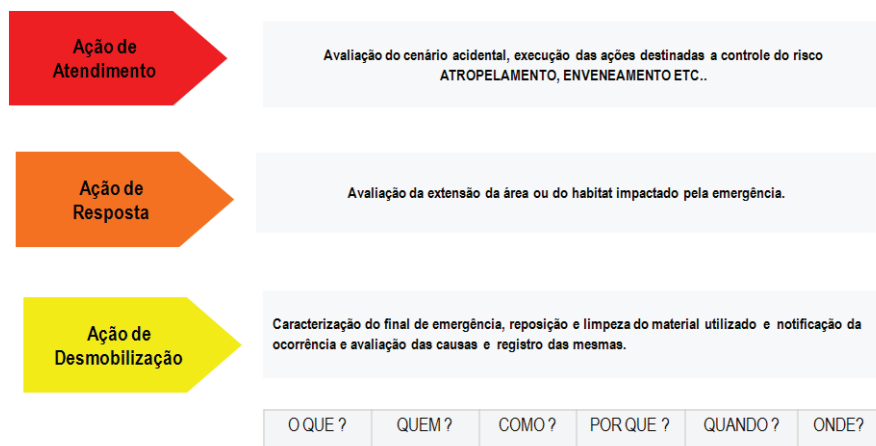 Ação de
Atendimento
Avaliação do cenário acidental, execução das ações destinadas a controle do risco
ATROPELAMENTO, ENVENEAMENTO ETC..
Ação de
Resposta
Avaliação da extensão da área ou do habitat impactado pela emergência.
Ação de
Desmobilização
Caracterização do final de emergência, reposição e limpeza do material utilizado e notificação da
ocorrência e avaliação das causas e registro das mesmas.
O QUE ? QUEM ? COMO ? POR QUE ? QUANDO ? ONDE?